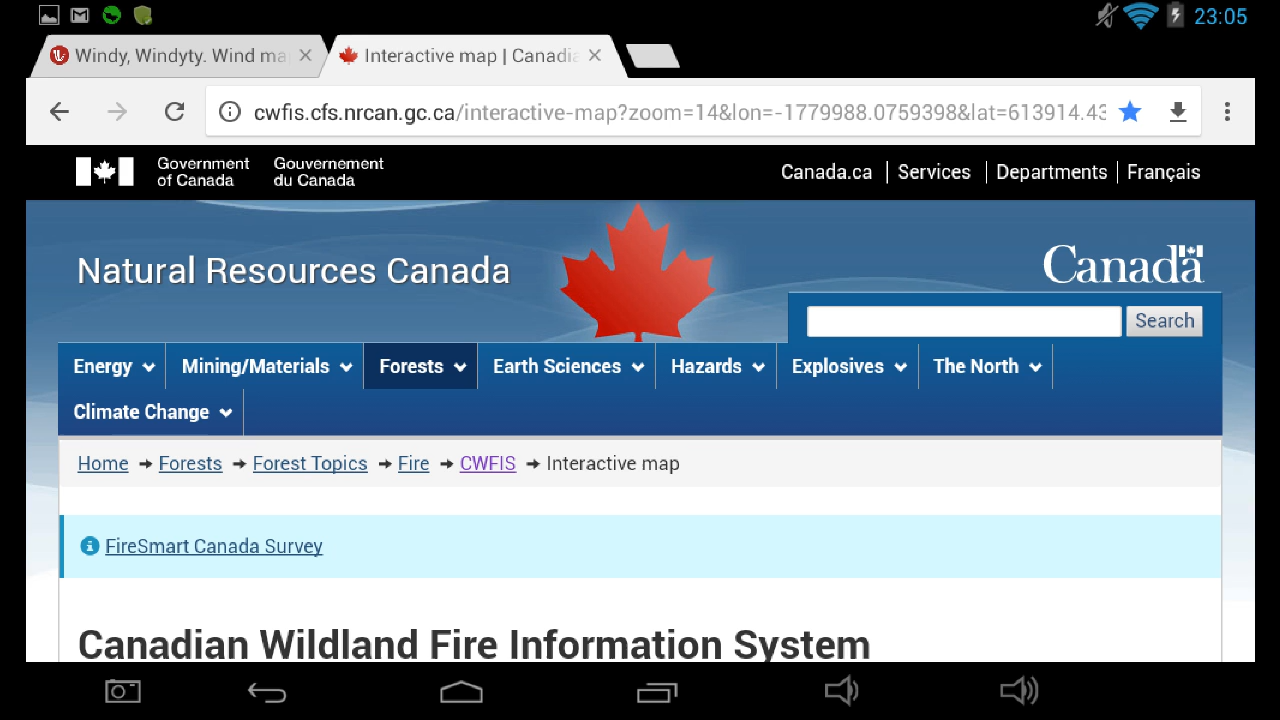 23:05
Windy, Windyty. Wind ma
Interactive map | Canadia
cwfis.cfs.nrcan.gc.ca/interactive-map?zoom=14&lon=-1779988.0759398&lat=613914.43
Government of Canada
Gouvernement du Canada
Canada.ca | Services | Departments | Français
Natural Resources Canada
Canada
Search
Energy Mining/Materials Forests Earth Sciences Hazards Explosives The North
Climate Change
Home → Forests → Forest Topics → Fire → CWFIS → Interactive map
FireSmart Canada Survey
Canadian Wildland Fire Information System